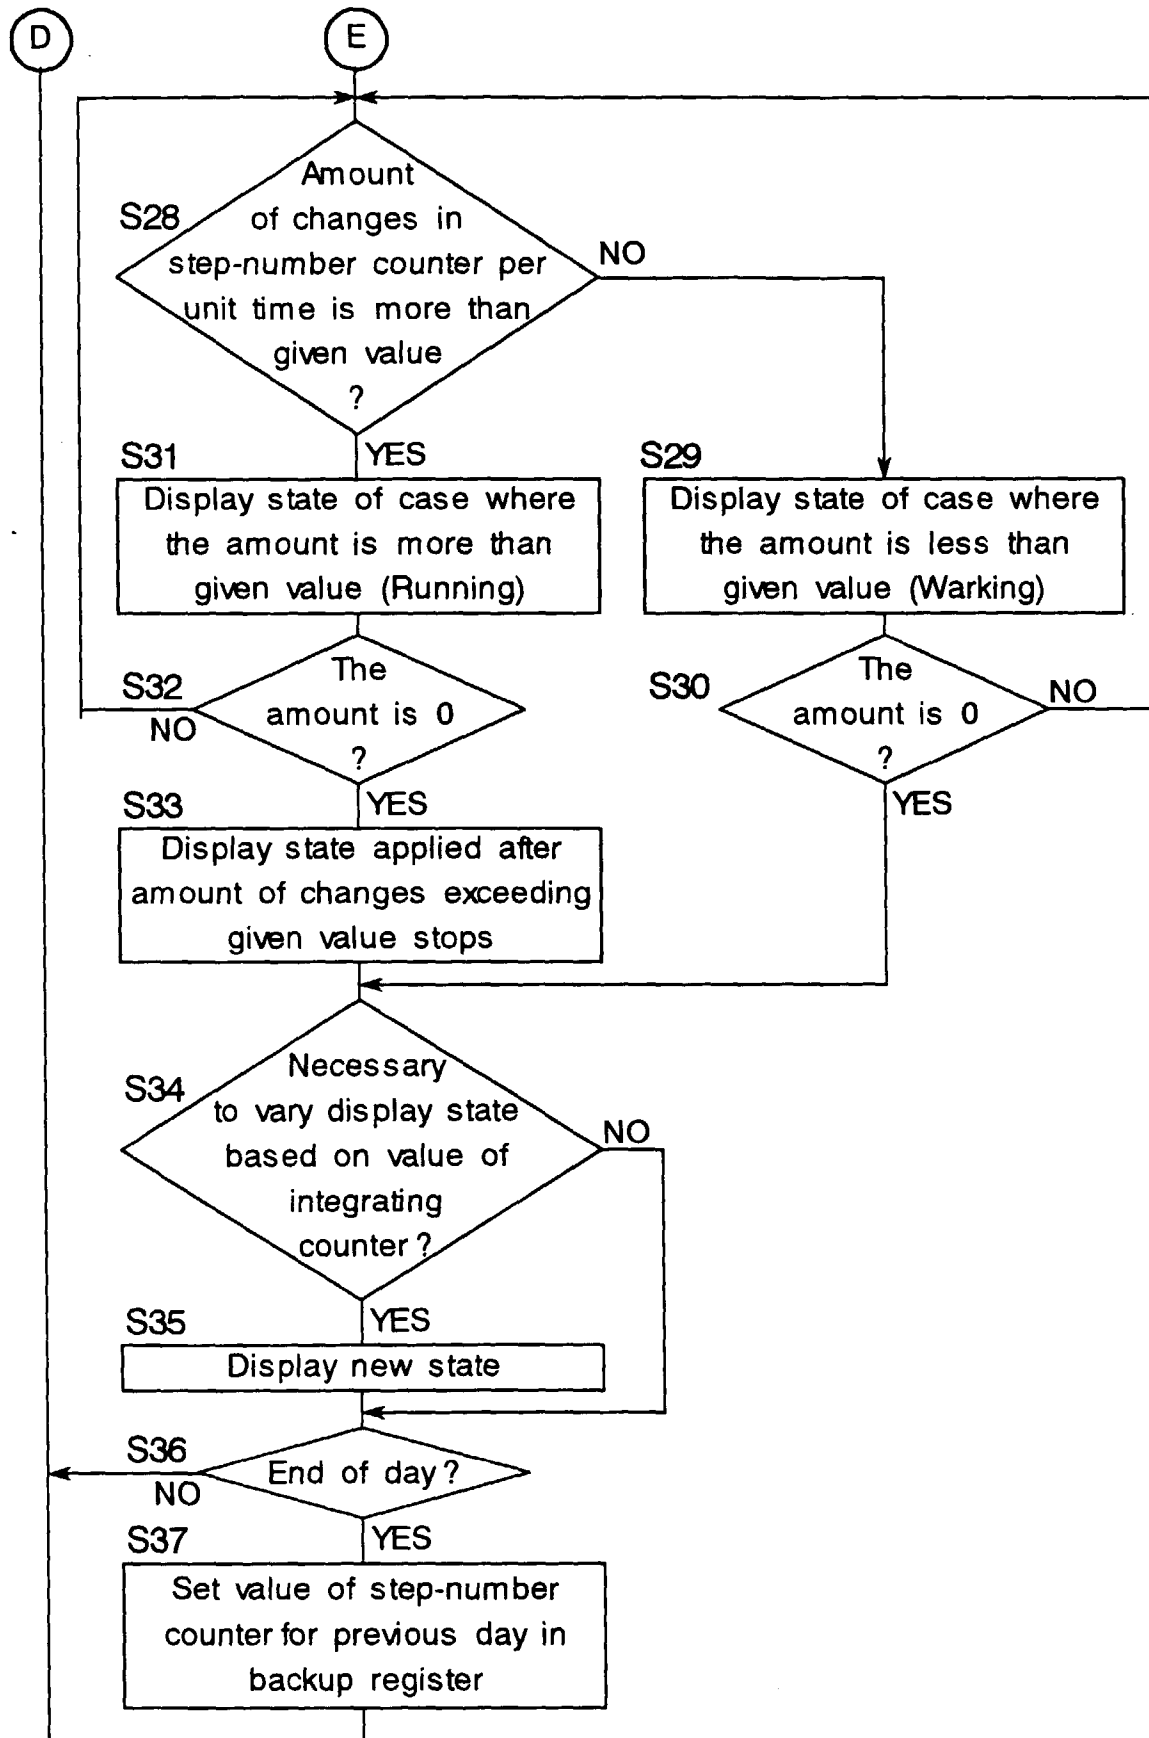 D
E
S28
Amount
of changes in
step-number counter per
unit time is more than
given value
?
NO
YES
S31
Display state of case where
the amount is more than
given value (Running)
S29
Display state of case where
the amount is less than
given value (Warking)
S32
The
amount is 0
?
NO
YES
S30
The
amount is 0
?
NO
YES
S33
Display state applied after
amount of changes exceeding
given value stops
S34
Necessary
to vary display state
based on value of
integrating
counter?
NO
YES
S35
Display new state
S36
End of day?
NO
YES
S37
Set value of step-number
counter for previous day in
backup register